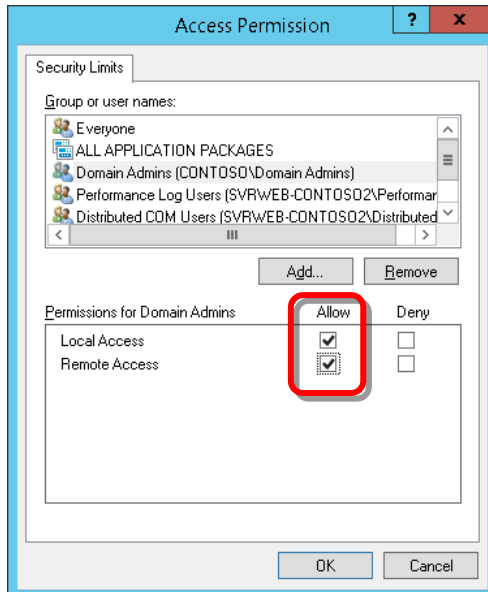 Access Permission
? x
Security Limits
Group or user names:
Everyone
ALL APPLICATION PACKAGES
Domain Admins (CONTOSO\Domain Admins)
Performance Log Users (SVRWEB-CONTOSO2\Performar
Distributed COM Users (SVRWEB-CONTOSO2\Distributed
Add... Remove
Permissions for Domain Admins Allow Deny
Local Access
Remote Access
OK Cancel